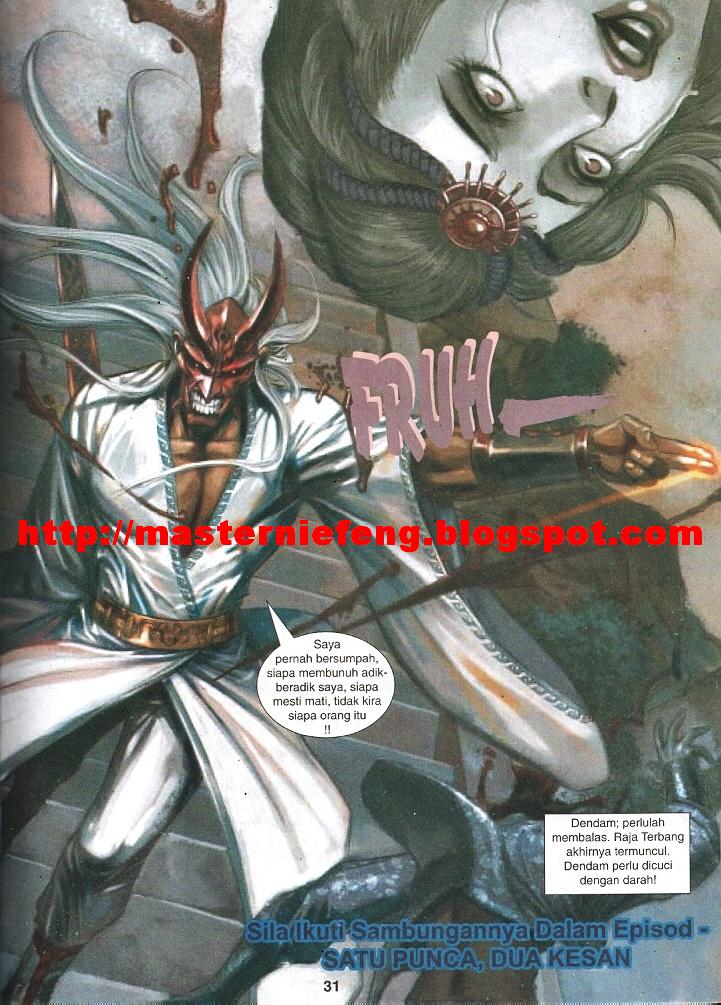 FRUH
http://masterniefeng.blogspot.com
Saya
pernah bersumpah,
siapa membunuh adik-
beradik saya, siapa
mesti mati, tidak kira
siapa orang itu
!!
Dendam; perlulah
membalas. Raja Terbang
akhirnya termuncul.
Dendam perlu dicuci
dengan darah!
Sila Ikuti Sambungannya Dalam Episod -
SATU PUNCA, DUA KESAN
31